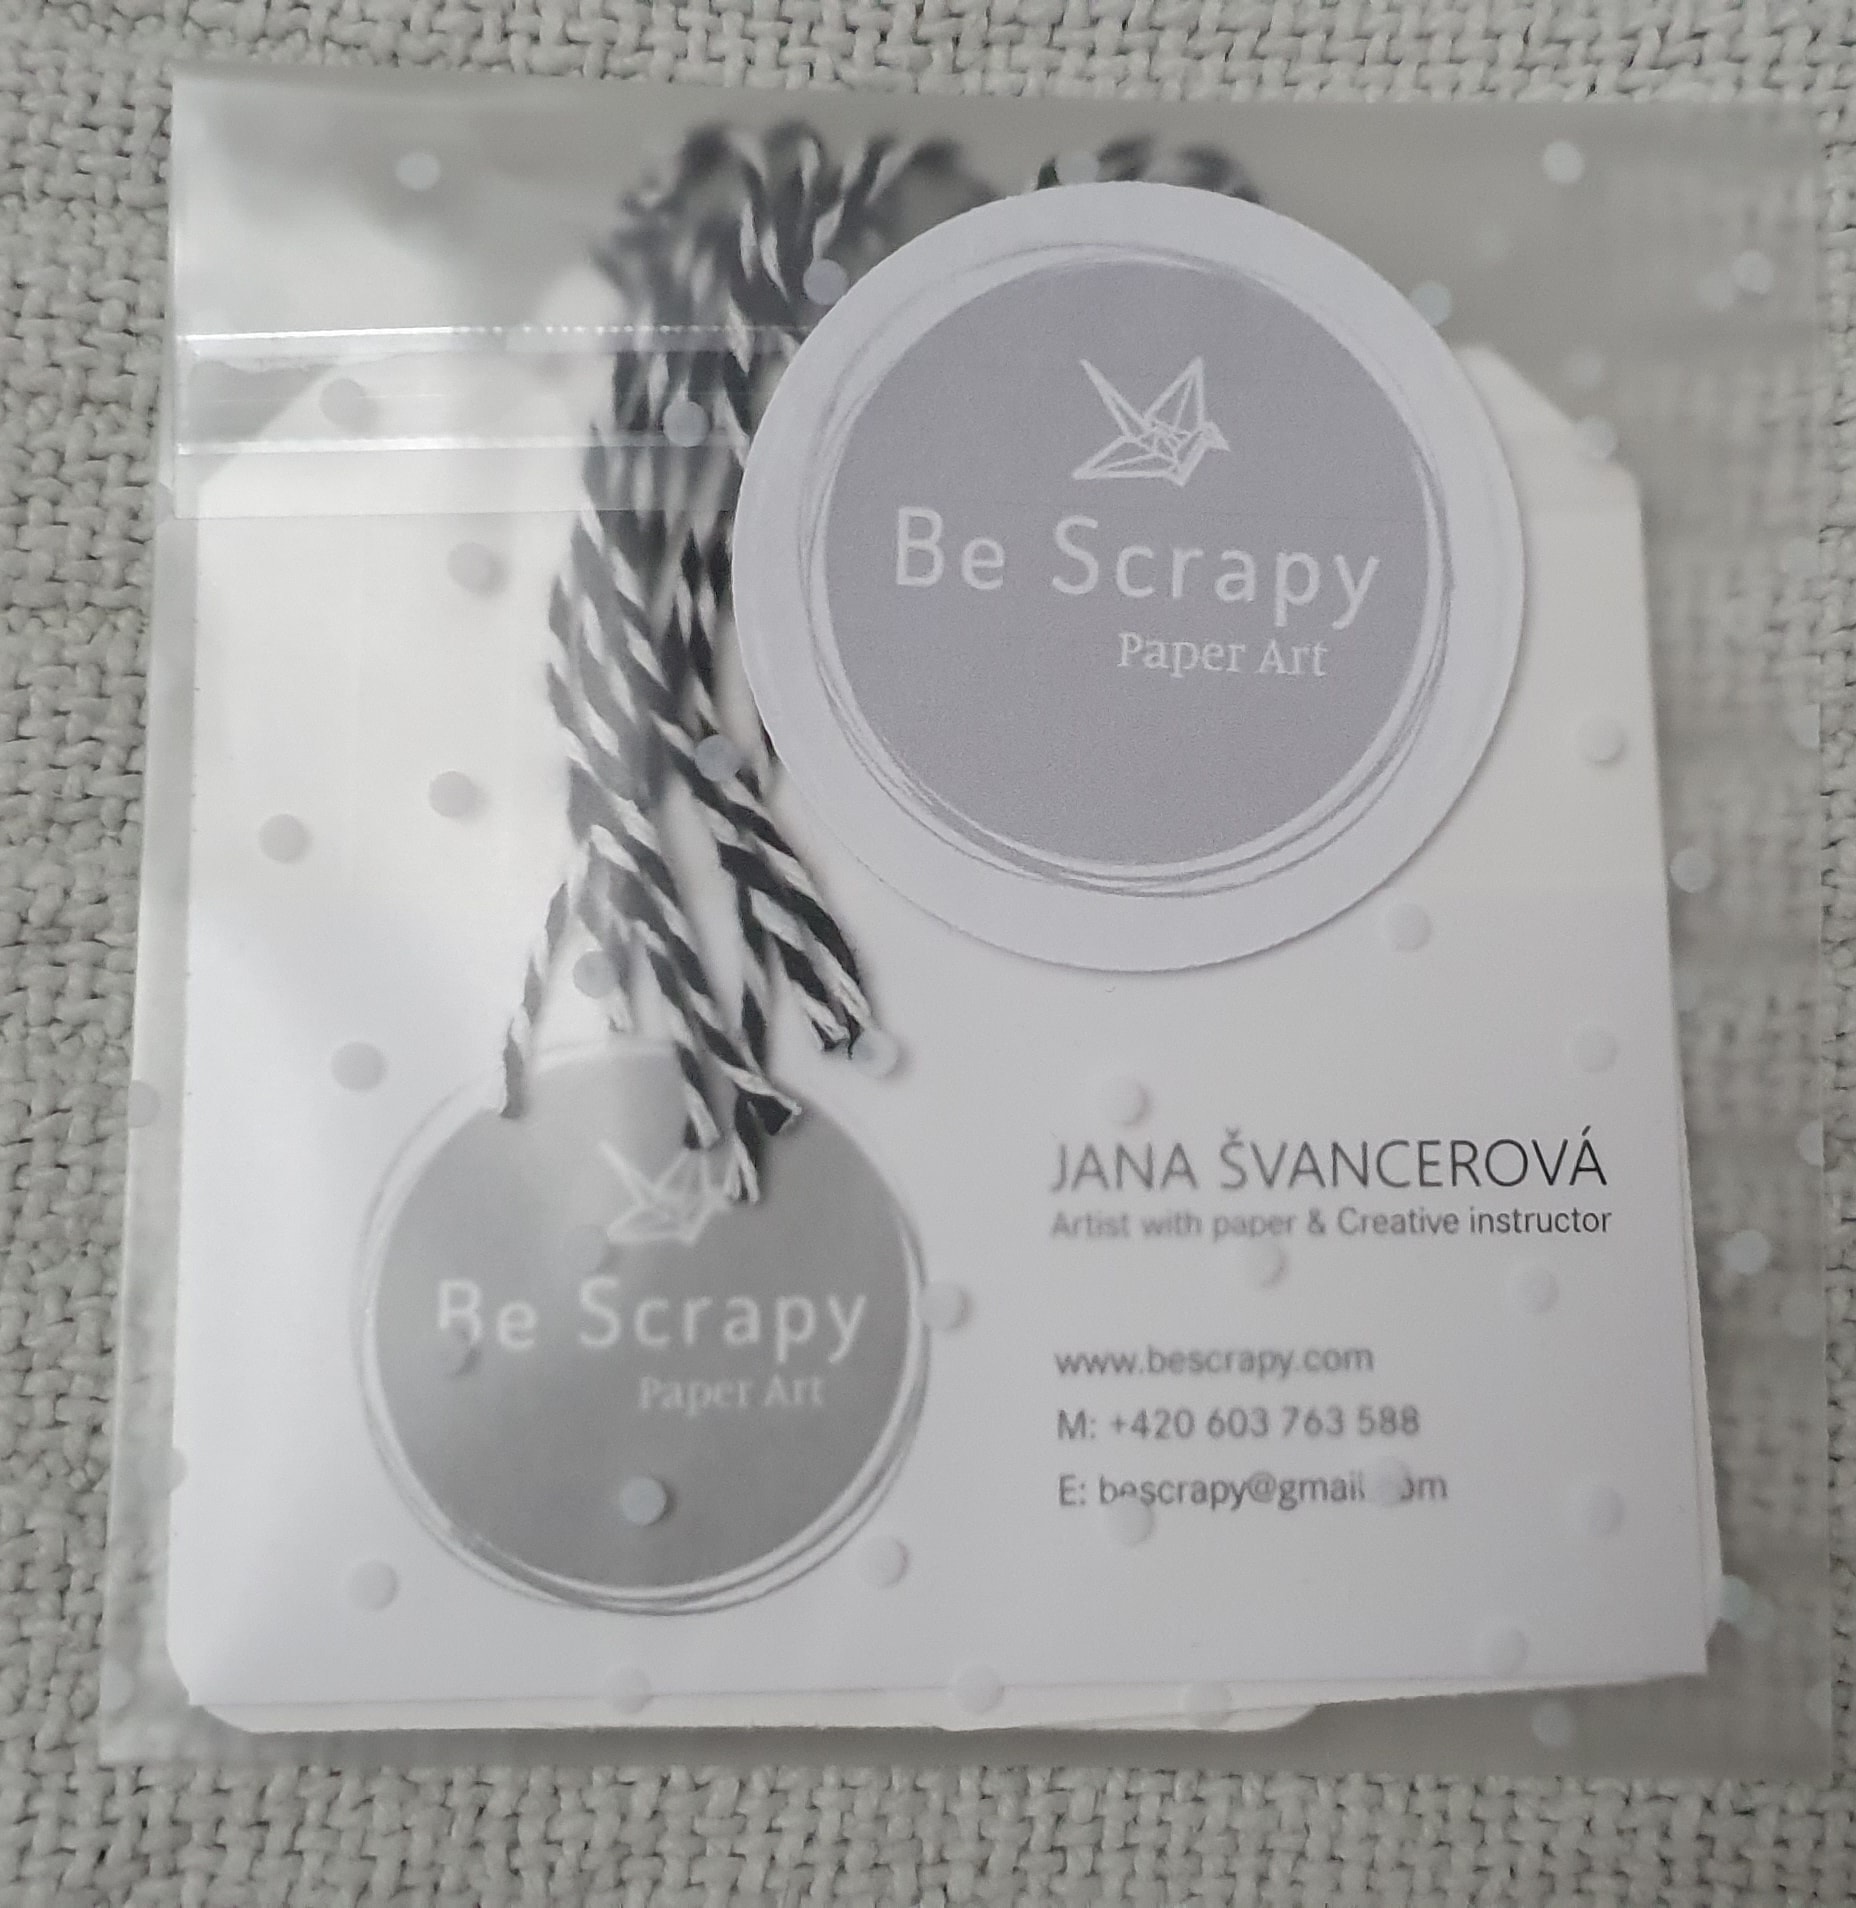 Be Scrapy
Paper Art
JANA ŠVANCEROVÁ
Artist with paper & Creative instructor
Be Scrapy
Paper Art
www.bescrapy.com
M: +420 603 763 588
E: bescrapy@gmail.com